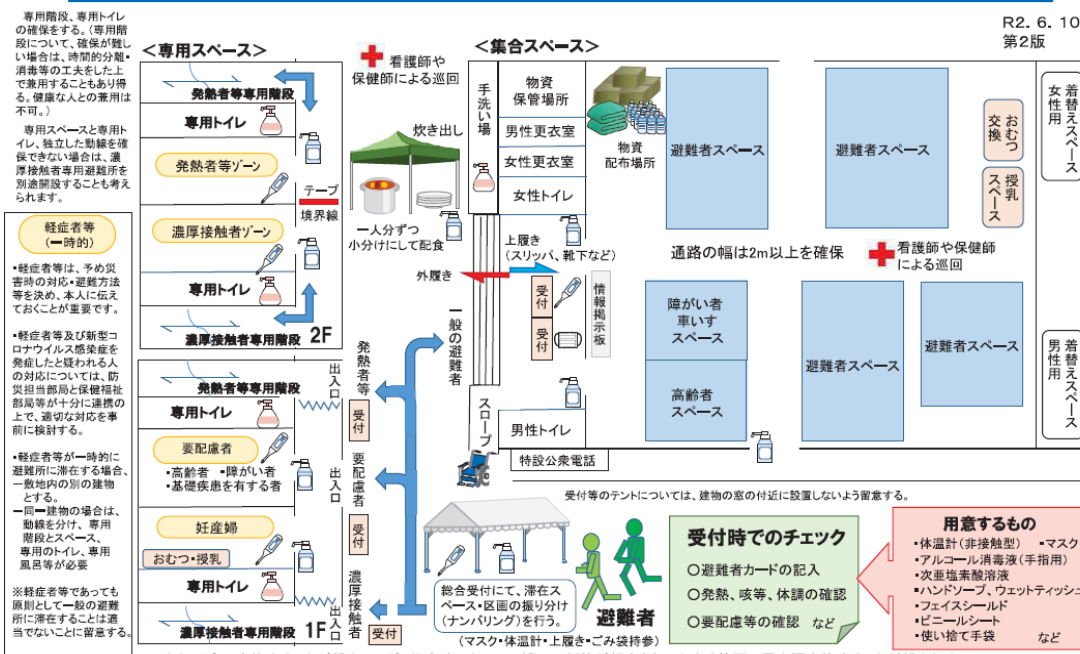 R2.6.10
第2版
専用階段、専用トイレ
の確保をする。(専用階
段について、確保が難し
い場合は、時間的分離・
消毒等の工夫をした上
で兼用することもあり得
る。健康な人との兼用は
不可。)
専用スペースと専用ト
イレ、独立した動線を確
保できない場合は、濃
厚接触者専用避難所を
別途開設することも考え
られます。
軽症者等
(一時的)
・軽症者等は、予め災
害時の対応・避難方法
等を決め、本人に伝え
ておくことが重要です。
・軽症者等及び新型コ
ロナウイルス感染症を
発症したと疑われる人
の対応については、防
災担当部局と保健福祉
部局等が十分に連携の
上で、適切な対応を事
前に検討する。
・軽症者等が一時的に
避難所に滞在する場合、
ー敷地内の別の建物
とする。
ー同一建物の場合は、
動線を分け、専用
階段とスペース、
専用のトイレ、専用
風呂等が必要
※軽症者等であっても
原則として一般の避難
所に滞在することは適
当でないことに留意する。
<専用スペース>
発熱者等専用階段
専用トイレ
発熱者等ゾーン
濃厚接触者ゾーン
専用トイレ
濃厚接触者専用階段
2F
テープ
境界線
発熱者等専用階段
専用トイレ
要配慮者
・高齢者 ・障がい者
・基礎疾患を有する者
妊産婦
おむつ・授乳
専用トイレ
濃厚接触者専用階段
1F
出入口
出入口
出入口
発熱者等
受付
要配慮者
受付
濃厚接触者
受付
看護師や
保健師による巡回
炊き出し
一人分ずつ
小分けにして配食
外履き
一般の避難者
<集合スペース>
手洗い場
物資
保管場所
男性更衣室
女性更衣室
女性トイレ
物資
配布場所
上履き
(スリッパ、靴下など)
受付
受付
情報掲示板
スロープ
男性トイレ
特設公衆電話
避難者スペース
避難者スペース
おむつ
交換
授乳
スペース
着替えスペース
女性用
通路の幅は2m以上を確保
看護師や保健師
による巡回
障がい者
車いす
スペース
高齢者
スペース
避難者スペース
避難者スペース
着替えスペース
男性用
受付等のテントについては、建物の窓の付近に設置しないよう留意する。
総合受付にて、滞在ス
ペース・区画の振り分け
(ナンバリング)を行う。
避難者
(マスク・体温計・上履き・ごみ袋持参)
受付時でのチェック
○避難者カードの記入
○発熱、咳等、体調の確認
○要配慮者の確認 など
用意するもの
・体温計(非接触型) ・マスク
・アルコール消毒液(手指用)
・次亜塩素酸溶液
・ハンドソープ、ウェットティッシュ
・フェイスシールド
・ビニールシート
・使い捨て手袋 など